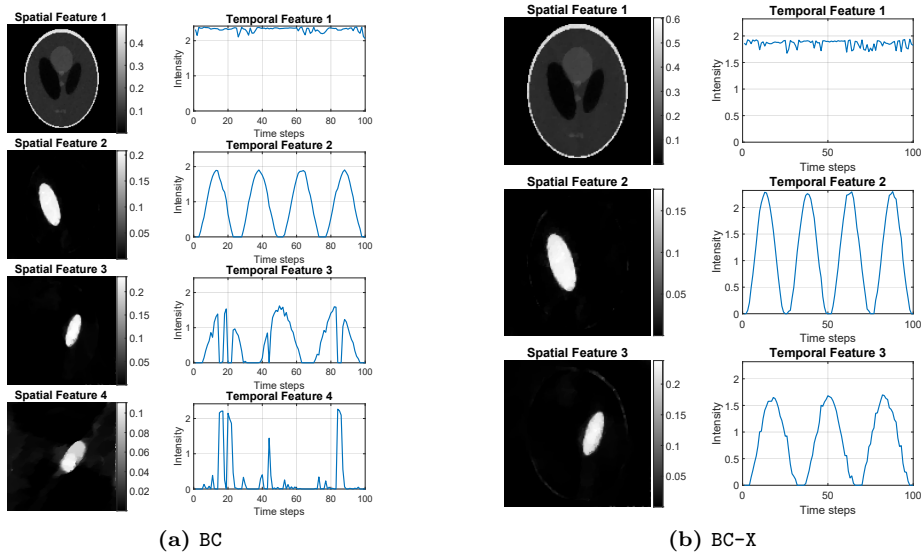 Spatial Feature 1
0.4
0.3
0.2
0.1
Temporal Feature 1
Intensity
2
1
0
0 20 40 60 80 100
Time steps
Spatial Feature 2
0.2
0.15
0.1
0.05
Temporal Feature 2
Intensity
2
1
0
0 20 40 60 80 100
Time steps
Spatial Feature 3
0.2
0.15
0.1
0.05
Temporal Feature 3
Intensity
2
1
0
0 20 40 60 80 100
Time steps
Spatial Feature 4
0.1
0.08
0.06
0.04
0.02
Temporal Feature 4
Intensity
2
1
0
0 20 40 60 80 100
Time steps
(a) BC
Spatial Feature 1
0.6
0.5
0.4
0.3
0.2
0.1
Temporal Feature 1
Intensity
2
1.5
1
0.5
0
0 50 100
Time steps
Spatial Feature 2
0.15
0.1
0.05
Temporal Feature 2
Intensity
2
1.5
1
0.5
0
0 50 100
Time steps
Spatial Feature 3
0.2
0.15
0.1
0.05
Temporal Feature 3
Intensity
2
1.5
1
0.5
0
0 50 100
Time steps
(b) BC-X